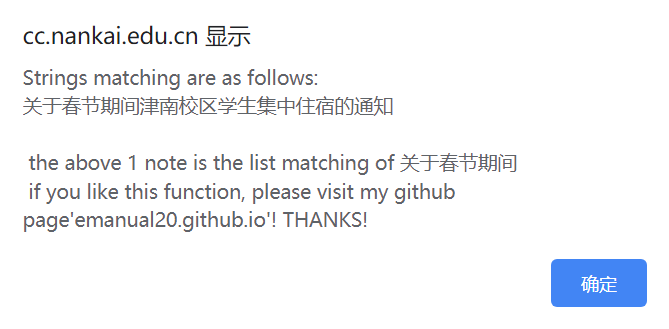 cc.nankai.edu.cn 显示
Strings matching are as follows:
关于春节期间津南校区学生集中住宿的通知
the above 1 note is the list matching of 关于春节期间
if you like this function, please visit my github
page'emanual20.github.io'! THANKS!
确定